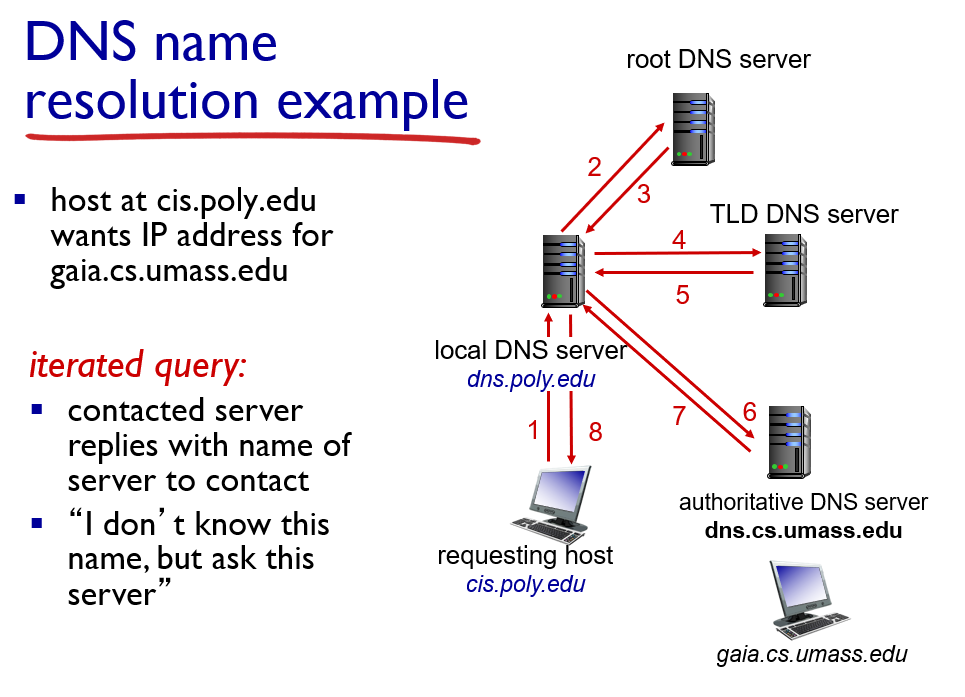 DNS name
resolution example
host at cis.poly.edu
wants IP address for
gaia.cs.umass.edu
iterated query:
contacted server
replies with name of
server to contact
“I don’t know this
name, but ask this
server”
root DNS server
2
3
TLD DNS server
4
5
local DNS server
dns.poly.edu
1
8
7
6
authoritative DNS server
dns.cs.umass.edu
requesting host
cis.poly.edu
gaia.cs.umass.edu